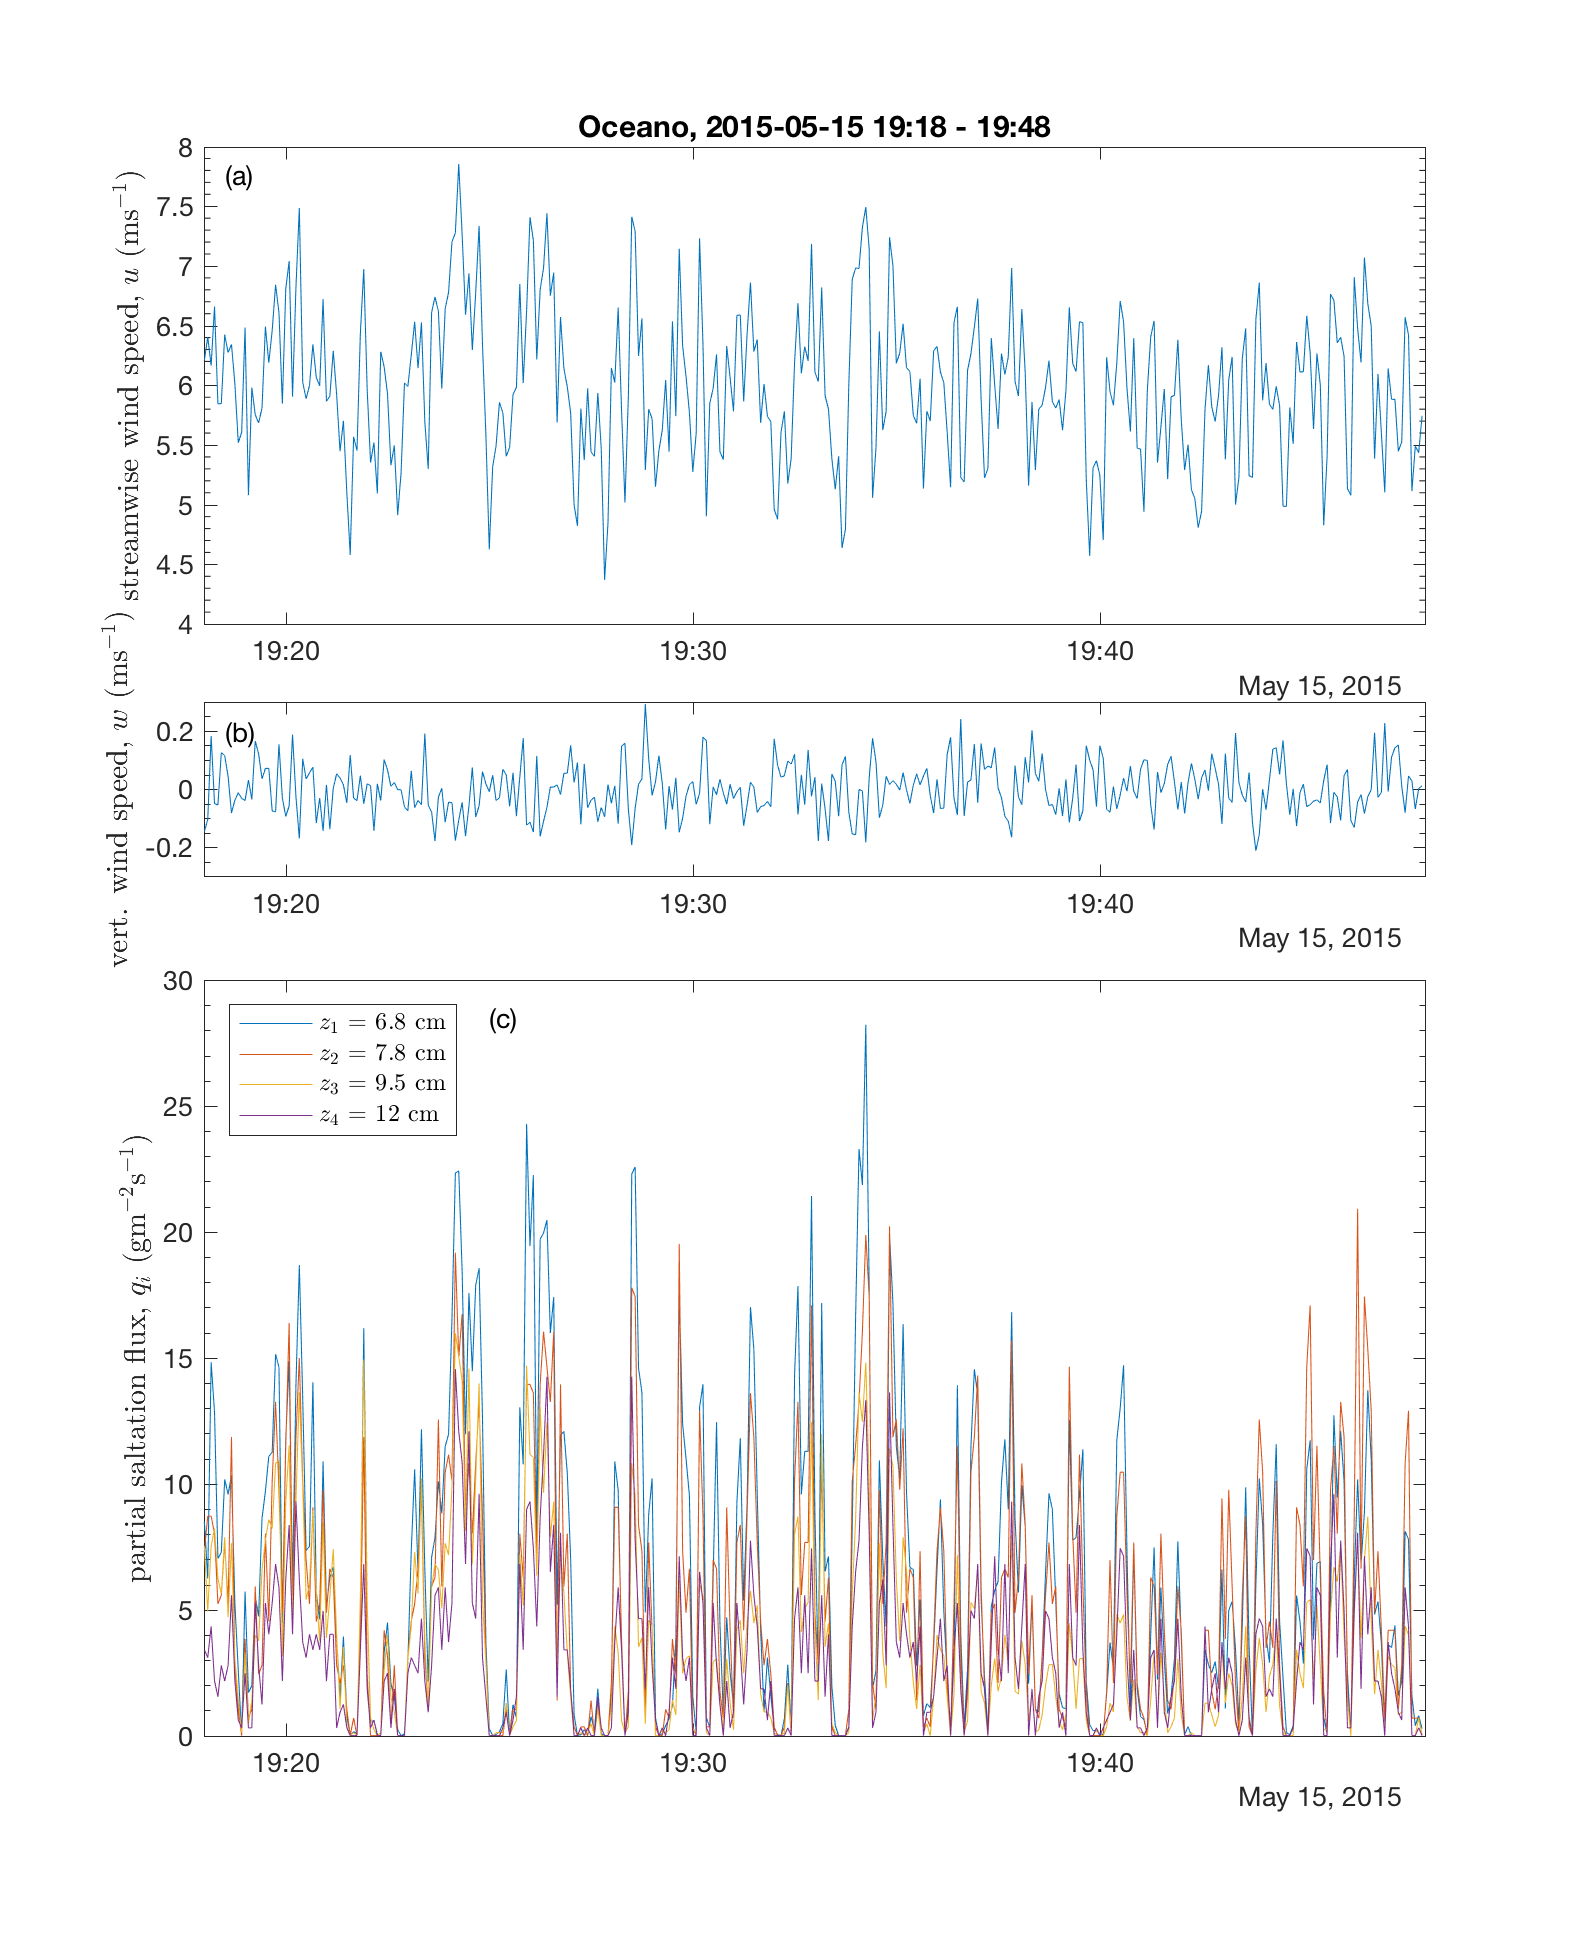 Oceano, 2015-05-15 19:18 - 19:48
(a)
streamwise wind speed, u (ms⁻¹)
8
7.5
7
6.5
6
5.5
5
4.5
4
19:20 19:30 19:40
May 15, 2015
(b)
vert. wind speed, w (ms⁻¹)
0.2
0
-0.2
19:20 19:30 19:40
May 15, 2015
(c)
partial saltation flux, qᵢ (gm⁻²s⁻¹)
30
25
20
15
10
5
0
z₁ = 6.8 cm
z₂ = 7.8 cm
z₃ = 9.5 cm
z₄ = 12 cm
19:20 19:30 19:40
May 15, 2015